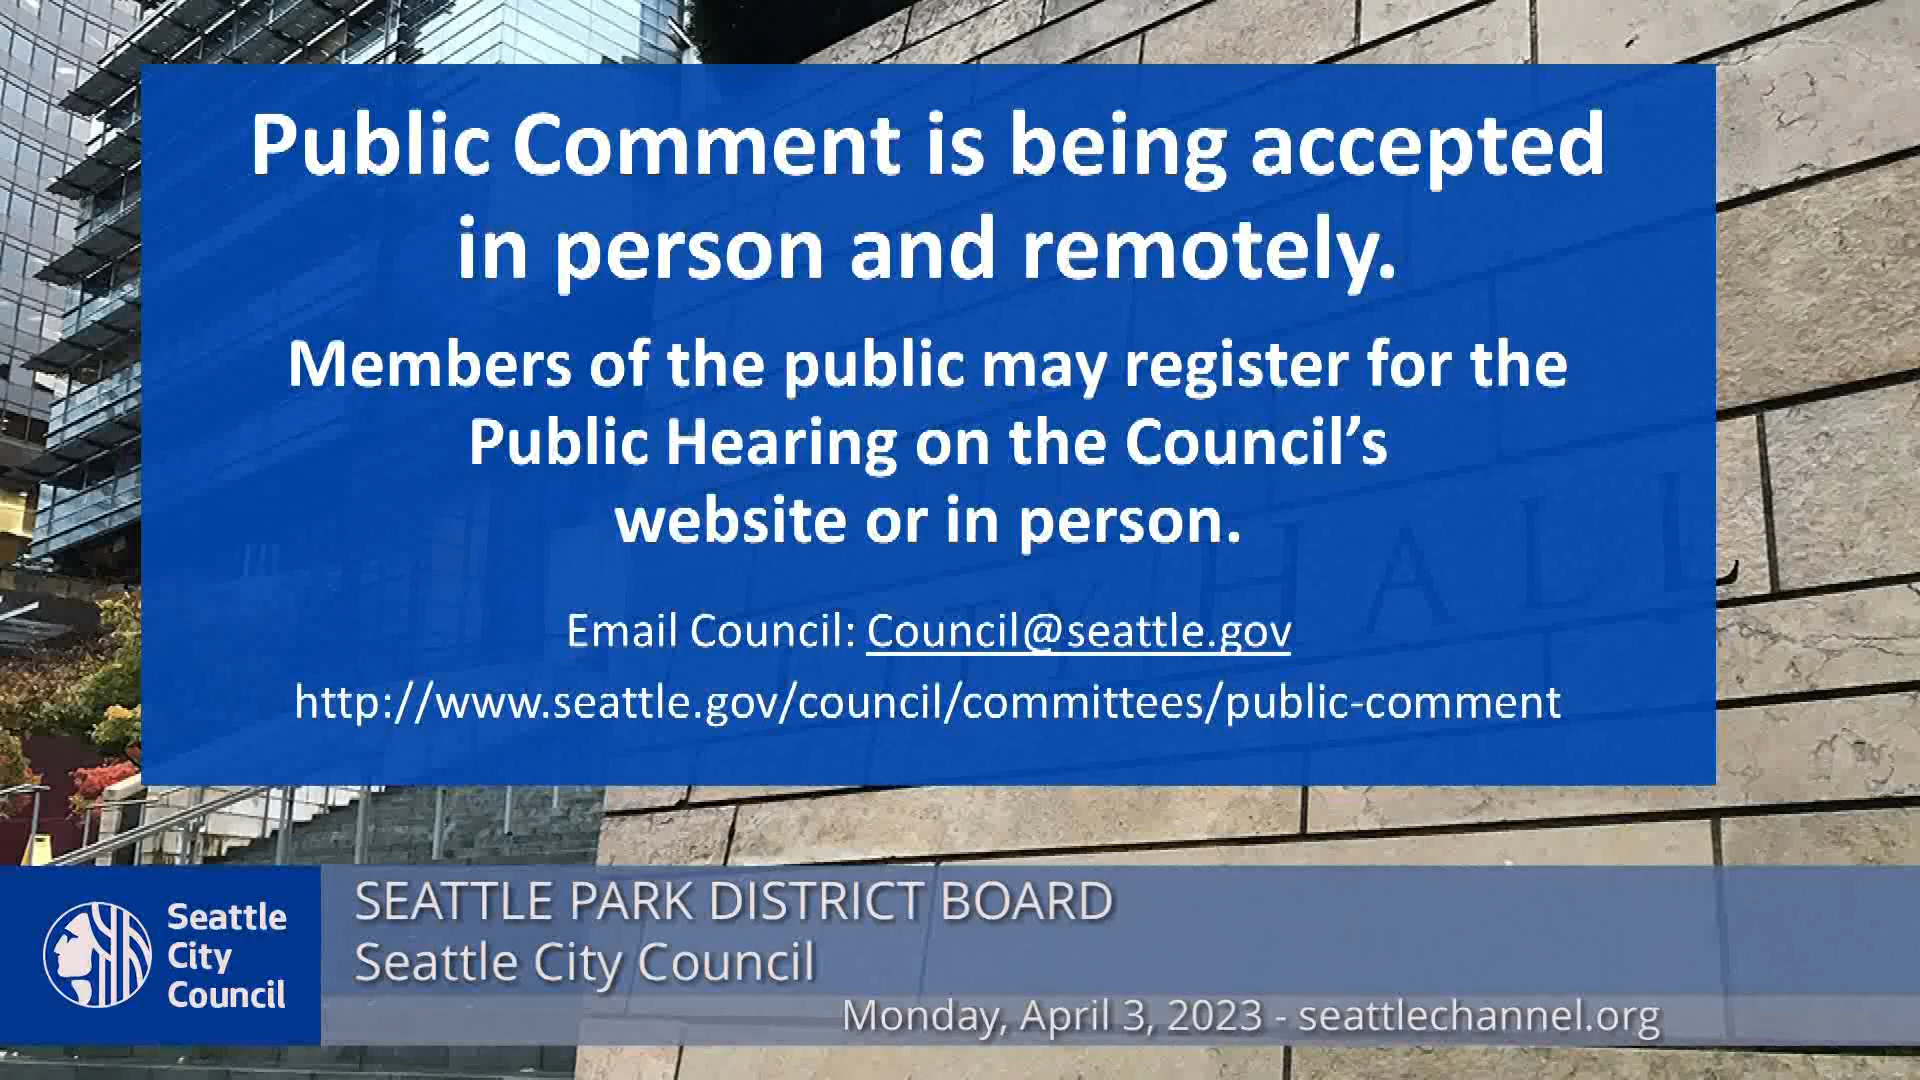 Public Comment is being accepted
in person and remotely.
Members of the public may register for the
Public Hearing on the Council’s
website or in person.
Email Council: Council@seattle.gov
http://www.seattle.gov/council/committees/public-comment
CITY HALL
Seattle
City
Council
SEATTLE PARK DISTRICT BOARD
Seattle City Council
Monday, April 3, 2023 - seattlechannel.org